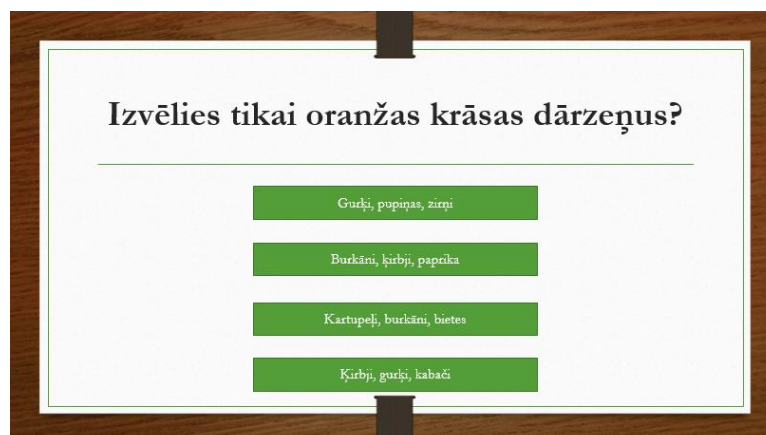 Izvēlies tikai oranžas krāsas dārzeņus?
Gurķi, pupiņas, zirņi
Burkāni, ķirbji, paprika
Kartupeļi, burkāni, bietes
Ķirbji, gurķi, kabači